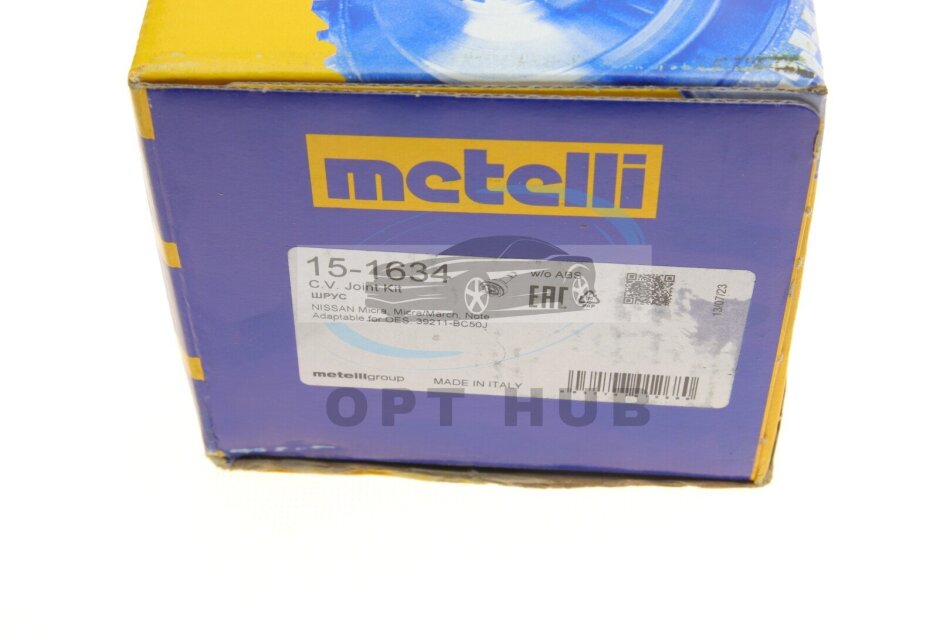 metelli
15-1634
w/o ABS
C.V. Joint Kit
ШРУС
EAC
NISSAN Micra, Micra/March, Note
Adaptable for OES. 39211-BC50J
13/07/23
metelligroup
MADE IN ITALY
OPT HUB